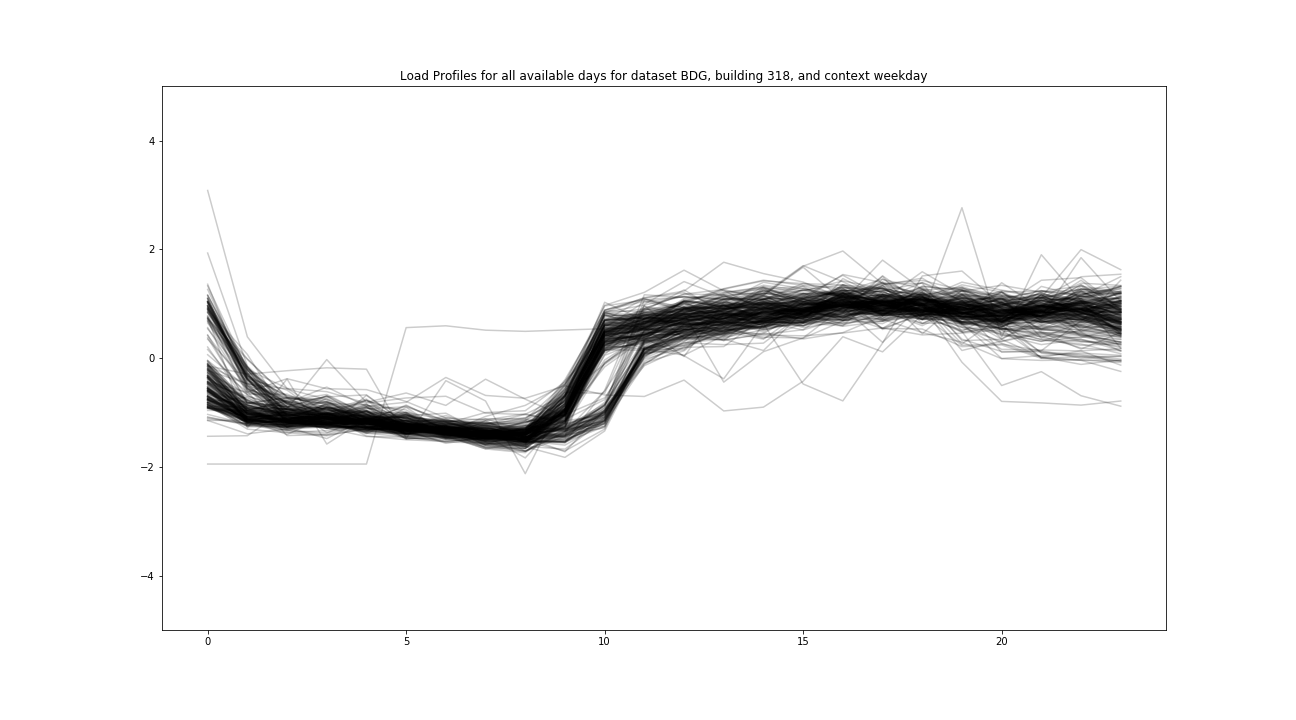 Load Profiles for all available days for dataset BDG, building 318, and context weekday
4
2
0
−2
−4
0 5 10 15 20